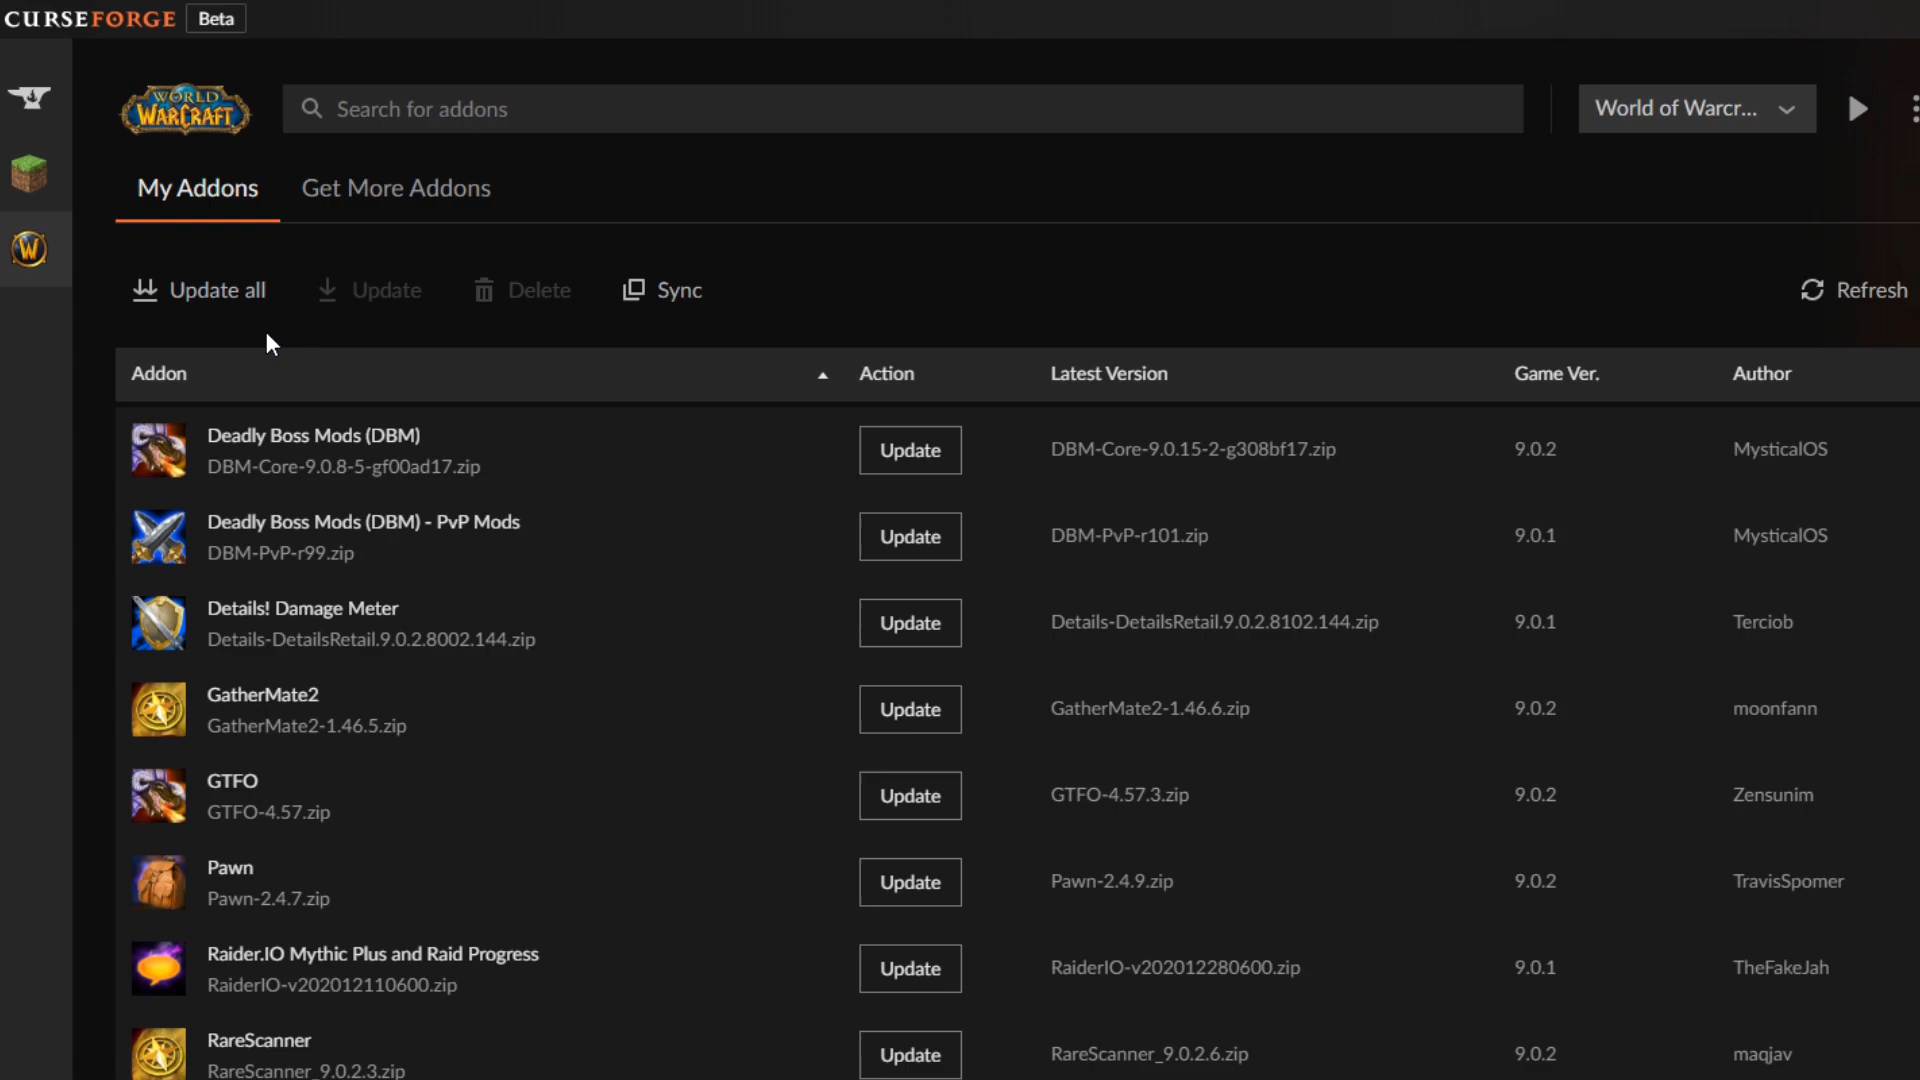 CURSEFORGE Beta
WORLD
WARCRAFT
Search for addons
World of Warcr...
My Addons Get More Addons
Update all Update Delete Sync Refresh
Addon Action Latest Version Game Ver. Author
Deadly Boss Mods (DBM)
DBM-Core-9.0.8-5-gf00ad17.zip
Update DBM-Core-9.0.15-2-g308bf17.zip 9.0.2 MysticalOS
Deadly Boss Mods (DBM) - PvP Mods
DBM-PvP-r99.zip
Update DBM-PvP-r101.zip 9.0.1 MysticalOS
Details! Damage Meter
Details-DetailsRetail.9.0.2.8002.144.zip
Update Details-DetailsRetail.9.0.2.8102.144.zip 9.0.1 Terciob
GatherMate2
GatherMate2-1.46.5.zip
Update GatherMate2-1.46.6.zip 9.0.2 moonfann
GTFO
GTFO-4.57.zip
Update GTFO-4.57.3.zip 9.0.2 Zensunim
Pawn
Pawn-2.4.7.zip
Update Pawn-2.4.9.zip 9.0.2 TravisSpomer
Raider.IO Mythic Plus and Raid Progress
RaiderIO-v202012110600.zip
Update RaiderIO-v202012280600.zip 9.0.1 TheFakeJah
RareScanner
RareScanner_9.0.2.3.zip
Update RareScanner_9.0.2.6.zip 9.0.2 maqjav